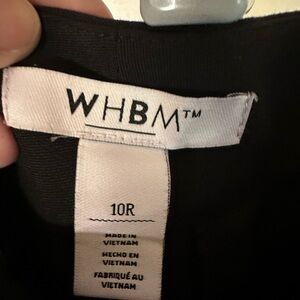 WHBM™
10R
MADE IN
VIETNAM
HECHO EN
VIETNAM
FABRIQUÉ AU
VIETNAM